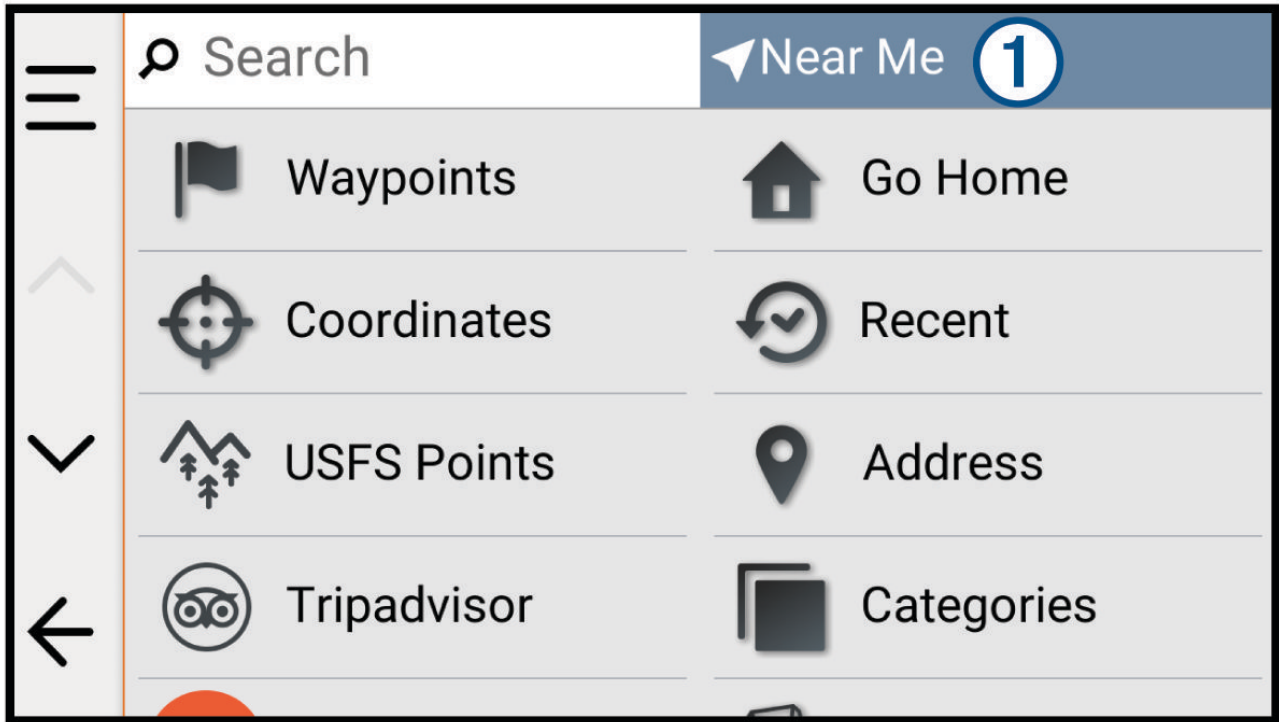 Search
Near Me 1
Waypoints
Go Home
Coordinates
Recent
USFS Points
Address
Tripadvisor
Categories